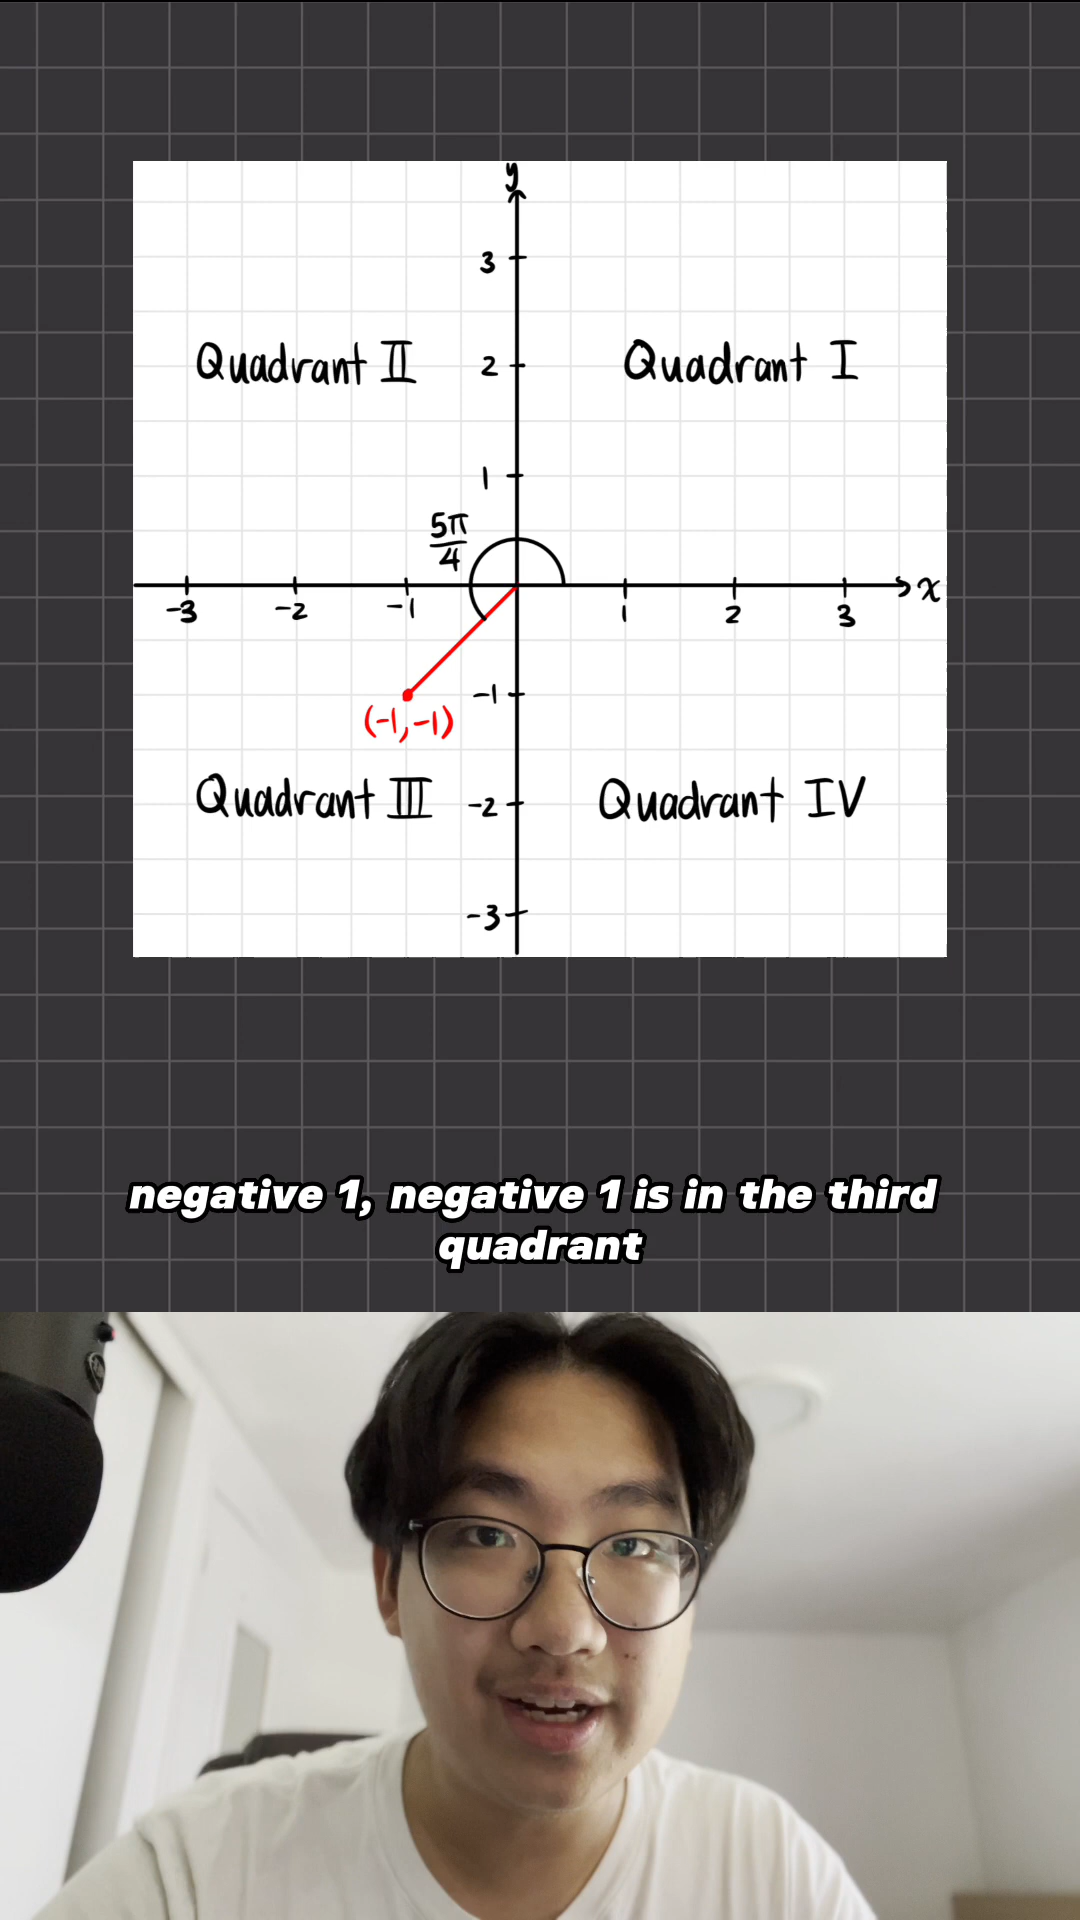 y
3
Quadrant II
2
Quadrant I
1
5π
4
-3
-2
-1
1
2
3
x
-1
(-1,-1)
Quadrant III
-2
Quadrant IV
-3
negative 1, negative 1 is in the third
quadrant